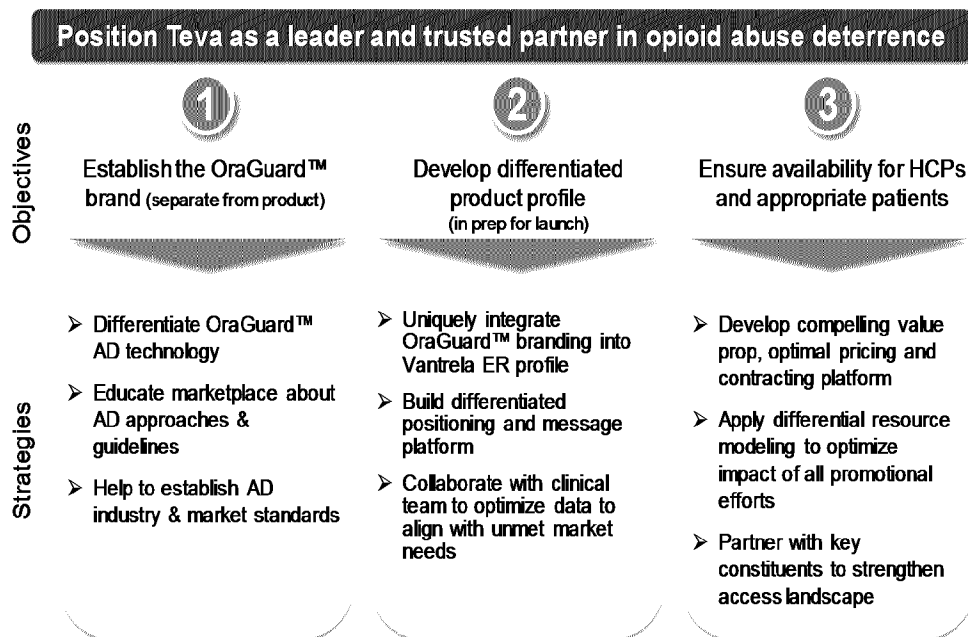 Position Teva as a leader and trusted partner in opioid abuse deterrence
Objectives
1
Establish the OraGuard™
brand (separate from product)
2
Develop differentiated
product profile
(in prep for launch)
3
Ensure availability for HCPs
and appropriate patients
Strategies
➢ Differentiate OraGuard™
AD technology
➢ Educate marketplace about
AD approaches &
guidelines
➢ Help to establish AD
industry & market standards
➢ Uniquely integrate
OraGuard™ branding into
Vantrela ER profile
➢ Build differentiated
positioning and message
platform
➢ Collaborate with clinical
team to optimize data to
align with unmet market
needs
➢ Develop compelling value
prop, optimal pricing and
contracting platform
➢ Apply differential resource
modeling to optimize
impact of all promotional
efforts
➢ Partner with key
constituents to strengthen
access landscape